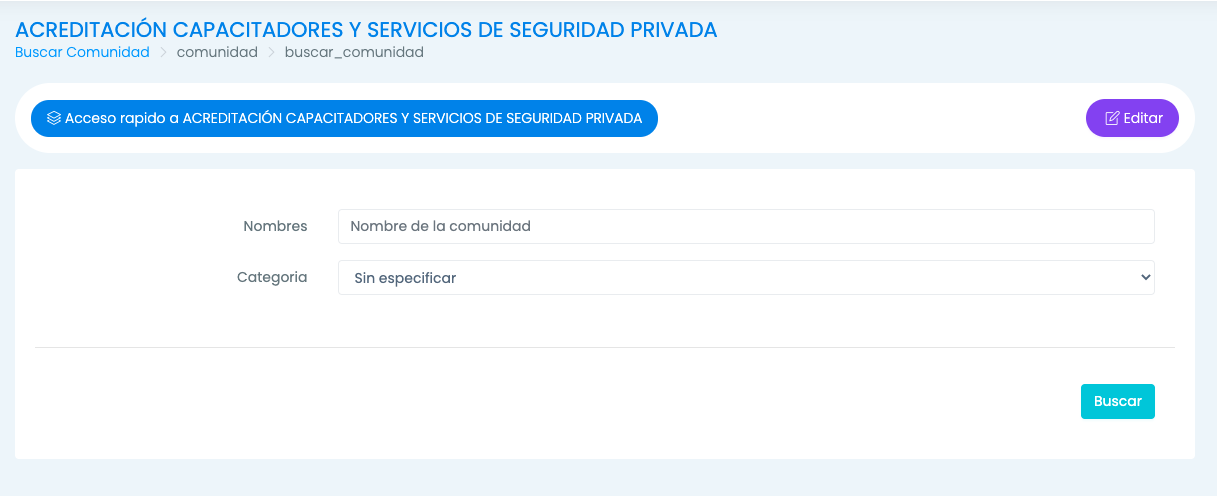 ACREDITACIÓN CAPACITADORES Y SERVICIOS DE SEGURIDAD PRIVADA
Buscar Comunidad > comunidad > buscar_comunidad
Acceso rapido a ACREDITACIÓN CAPACITADORES Y SERVICIOS DE SEGURIDAD PRIVADA
Editar
Nombres
Nombre de la comunidad
Categoria
Sin especificar
Buscar